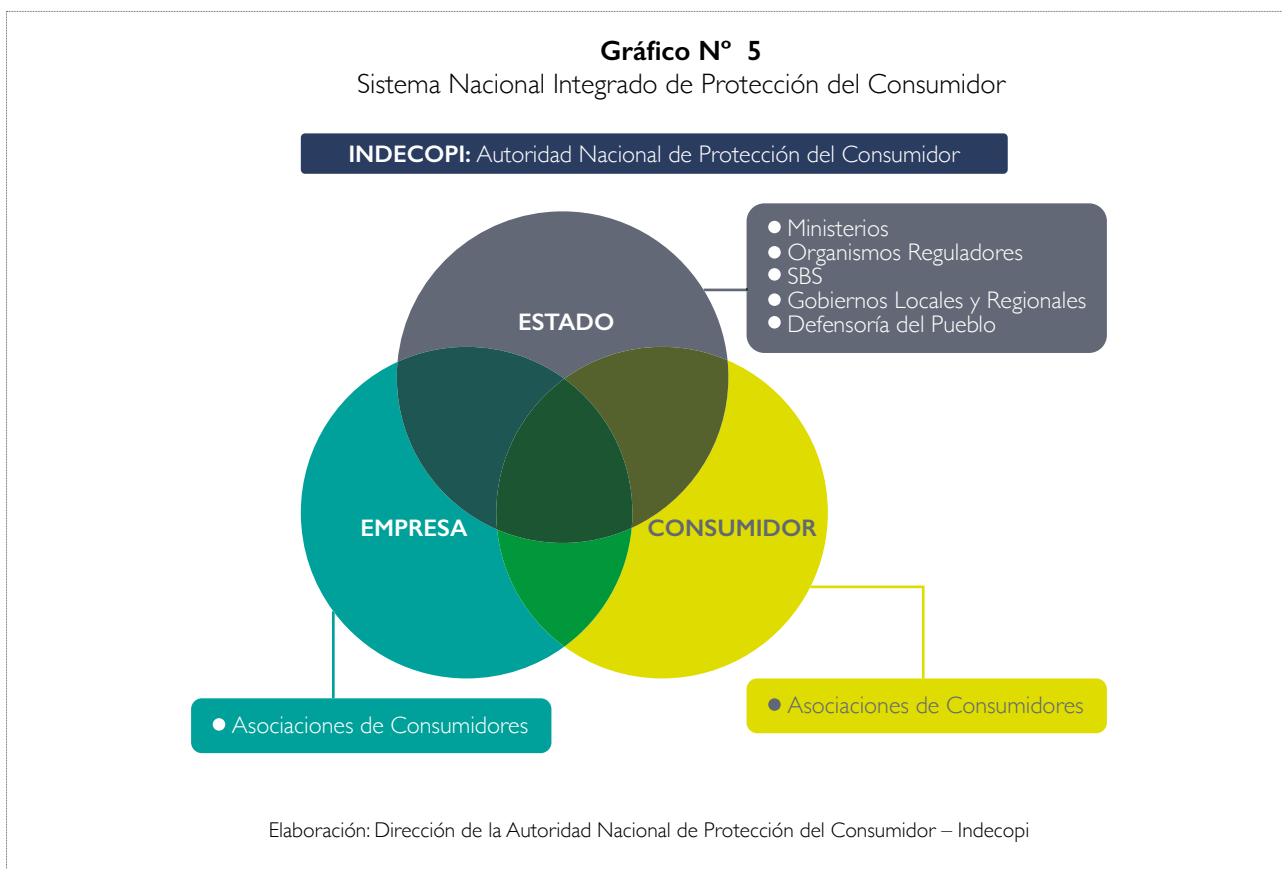 Gráfico Nº 5
Sistema Nacional Integrado de Protección del Consumidor
INDECOPI: Autoridad Nacional de Protección del Consumidor
● Ministerios
● Organismos Reguladores
● SBS
● Gobiernos Locales y Regionales
● Defensoría del Pueblo
ESTADO
EMPRESA
CONSUMIDOR
● Asociaciones de Consumidores
● Asociaciones de Consumidores
Elaboración: Dirección de la Autoridad Nacional de Protección del Consumidor – Indecopi